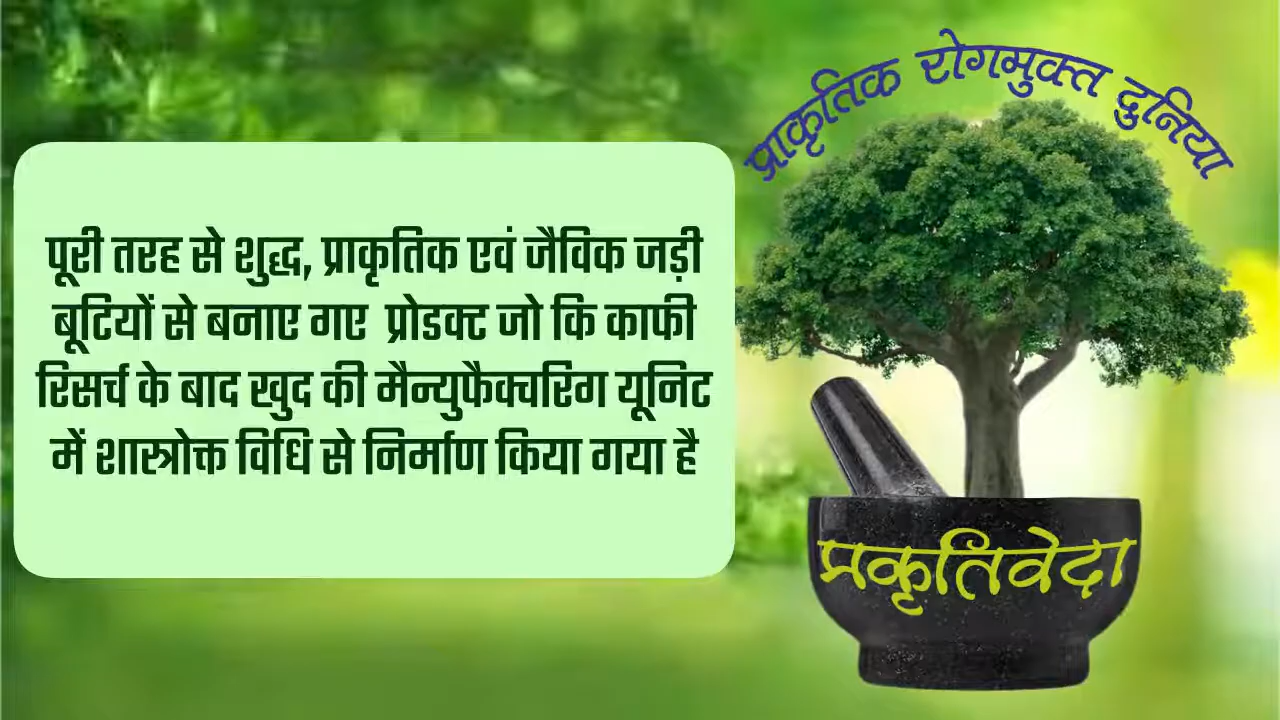 प्राकृतिक रोगमुक्त दुनिया
पूरी तरह से शुद्ध, प्राकृतिक एवं जैविक जड़ी
बूटियों से बनाए गए प्रोडक्ट जो कि काफी
रिसर्च के बाद खुद की मैन्युफैक्चरिंग यूनिट
में शास्त्रोक्त विधि से निर्माण किया गया है
प्रकृतिवेदा